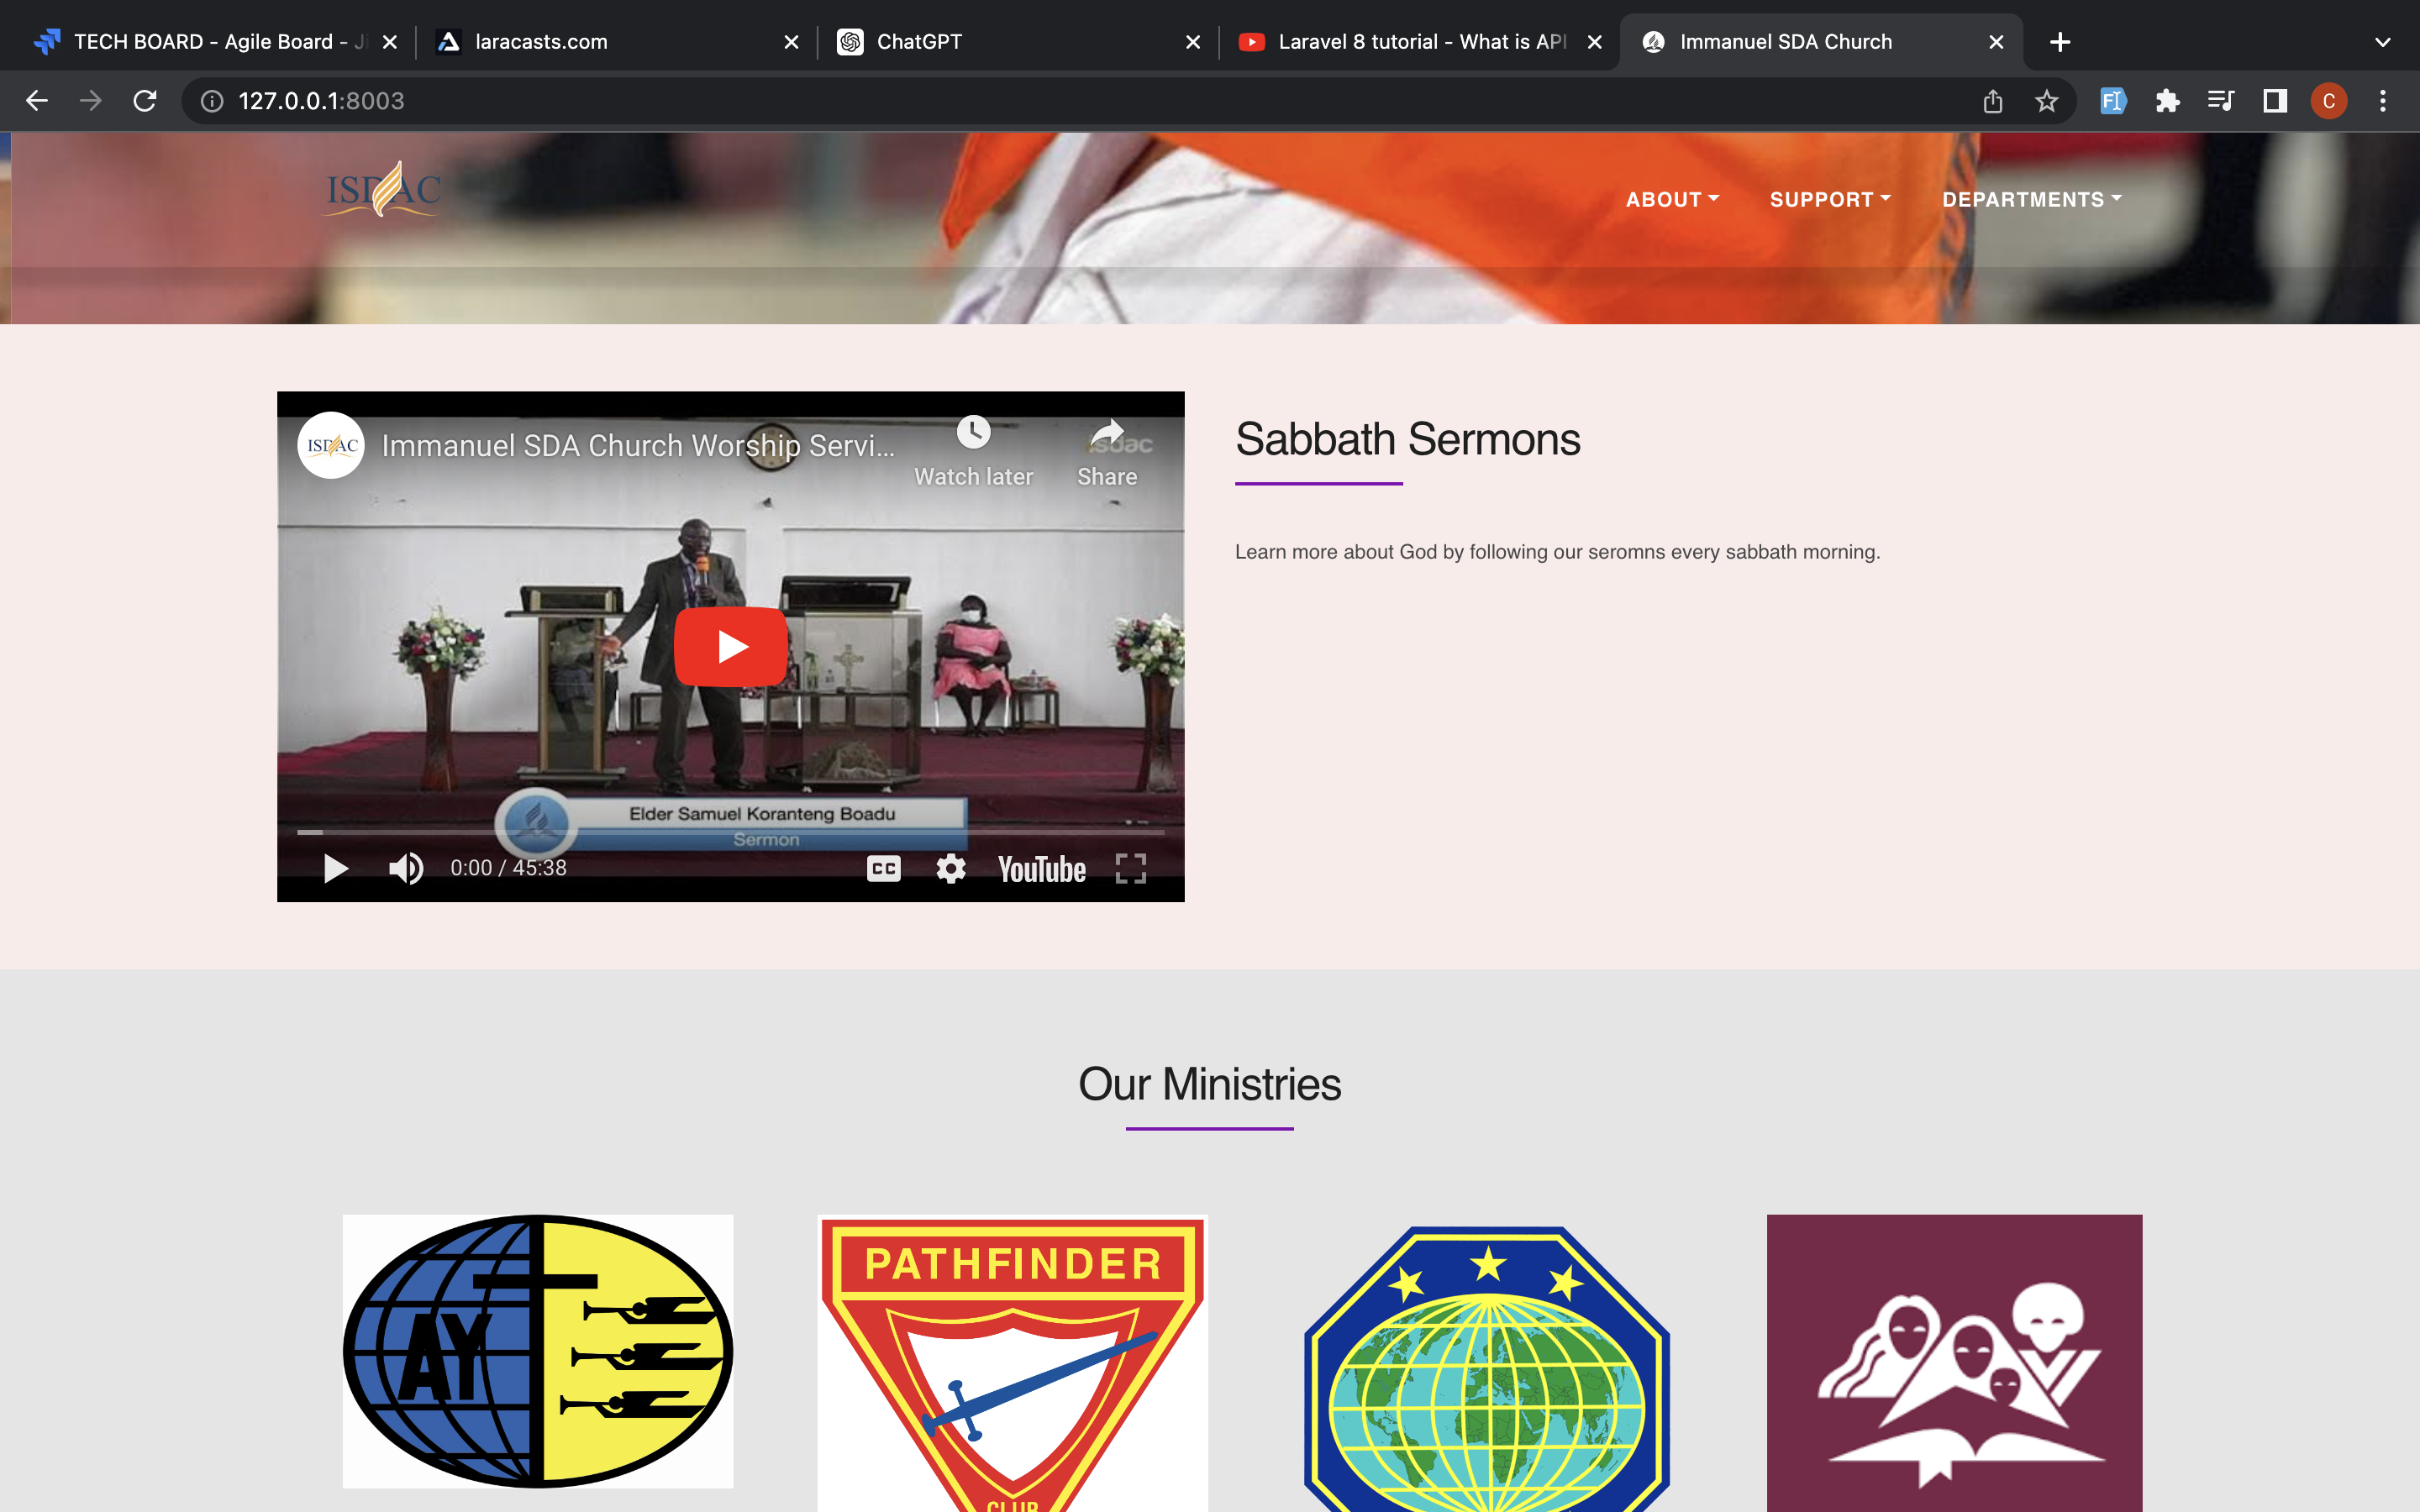 TECH BOARD - Agile Board - Ji
laracasts.com
ChatGPT
Laravel 8 tutorial - What is API
Immanuel SDA Church
127.0.0.1:8003
C
ISDAC
ABOUT
SUPPORT
DEPARTMENTS
ISDAC
Immanuel SDA Church Worship Servi...
Watch later
isdac
Share
Elder Samuel Koranteng Boadu
Sermon
0:00 / 45:38
CC
YouTube
Sabbath Sermons
Learn more about God by following our seromns every sabbath morning.
Our Ministries
AY
PATHFINDER
CLUB